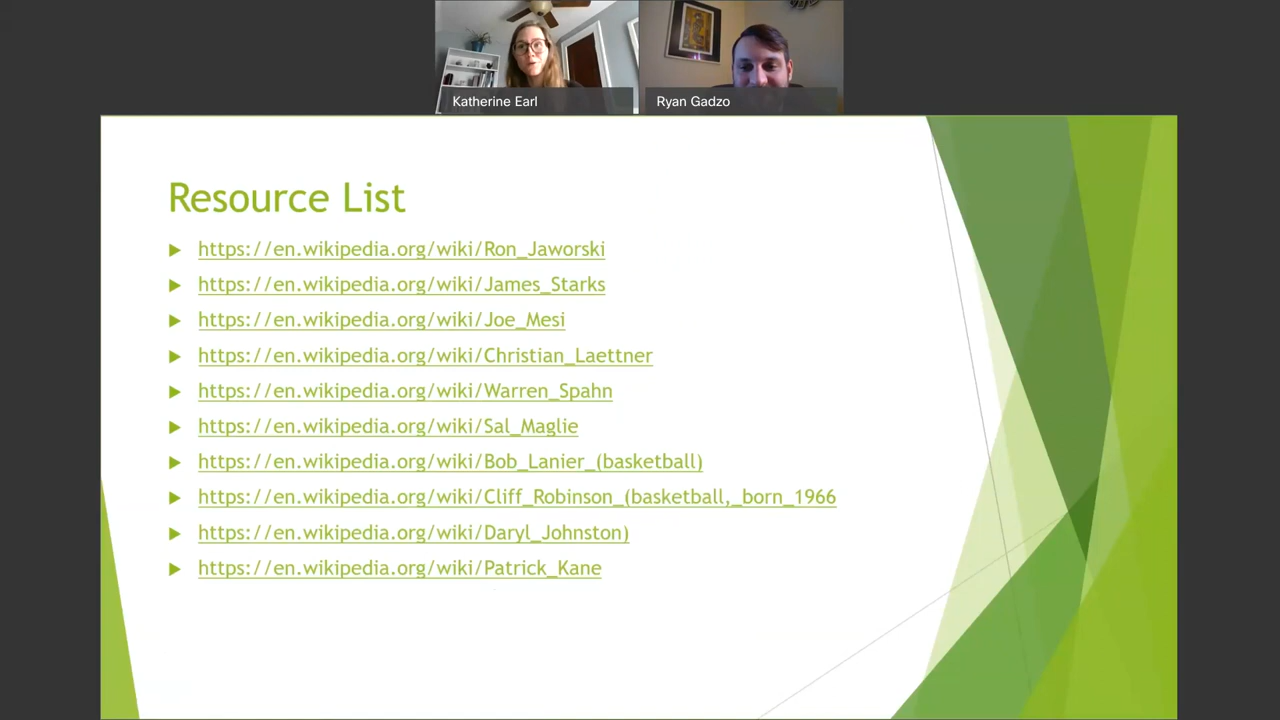 Katherine Earl
Ryan Gadzo
Resource List
https://en.wikipedia.org/wiki/Ron_Jaworski
https://en.wikipedia.org/wiki/James_Starks
https://en.wikipedia.org/wiki/Joe_Mesi
https://en.wikipedia.org/wiki/Christian_Laettner
https://en.wikipedia.org/wiki/Warren_Spahn
https://en.wikipedia.org/wiki/Sal_Maglie
https://en.wikipedia.org/wiki/Bob_Lanier_(basketball)
https://en.wikipedia.org/wiki/Cliff_Robinson_(basketball,_born_1966
https://en.wikipedia.org/wiki/Daryl_Johnston)
https://en.wikipedia.org/wiki/Patrick_Kane